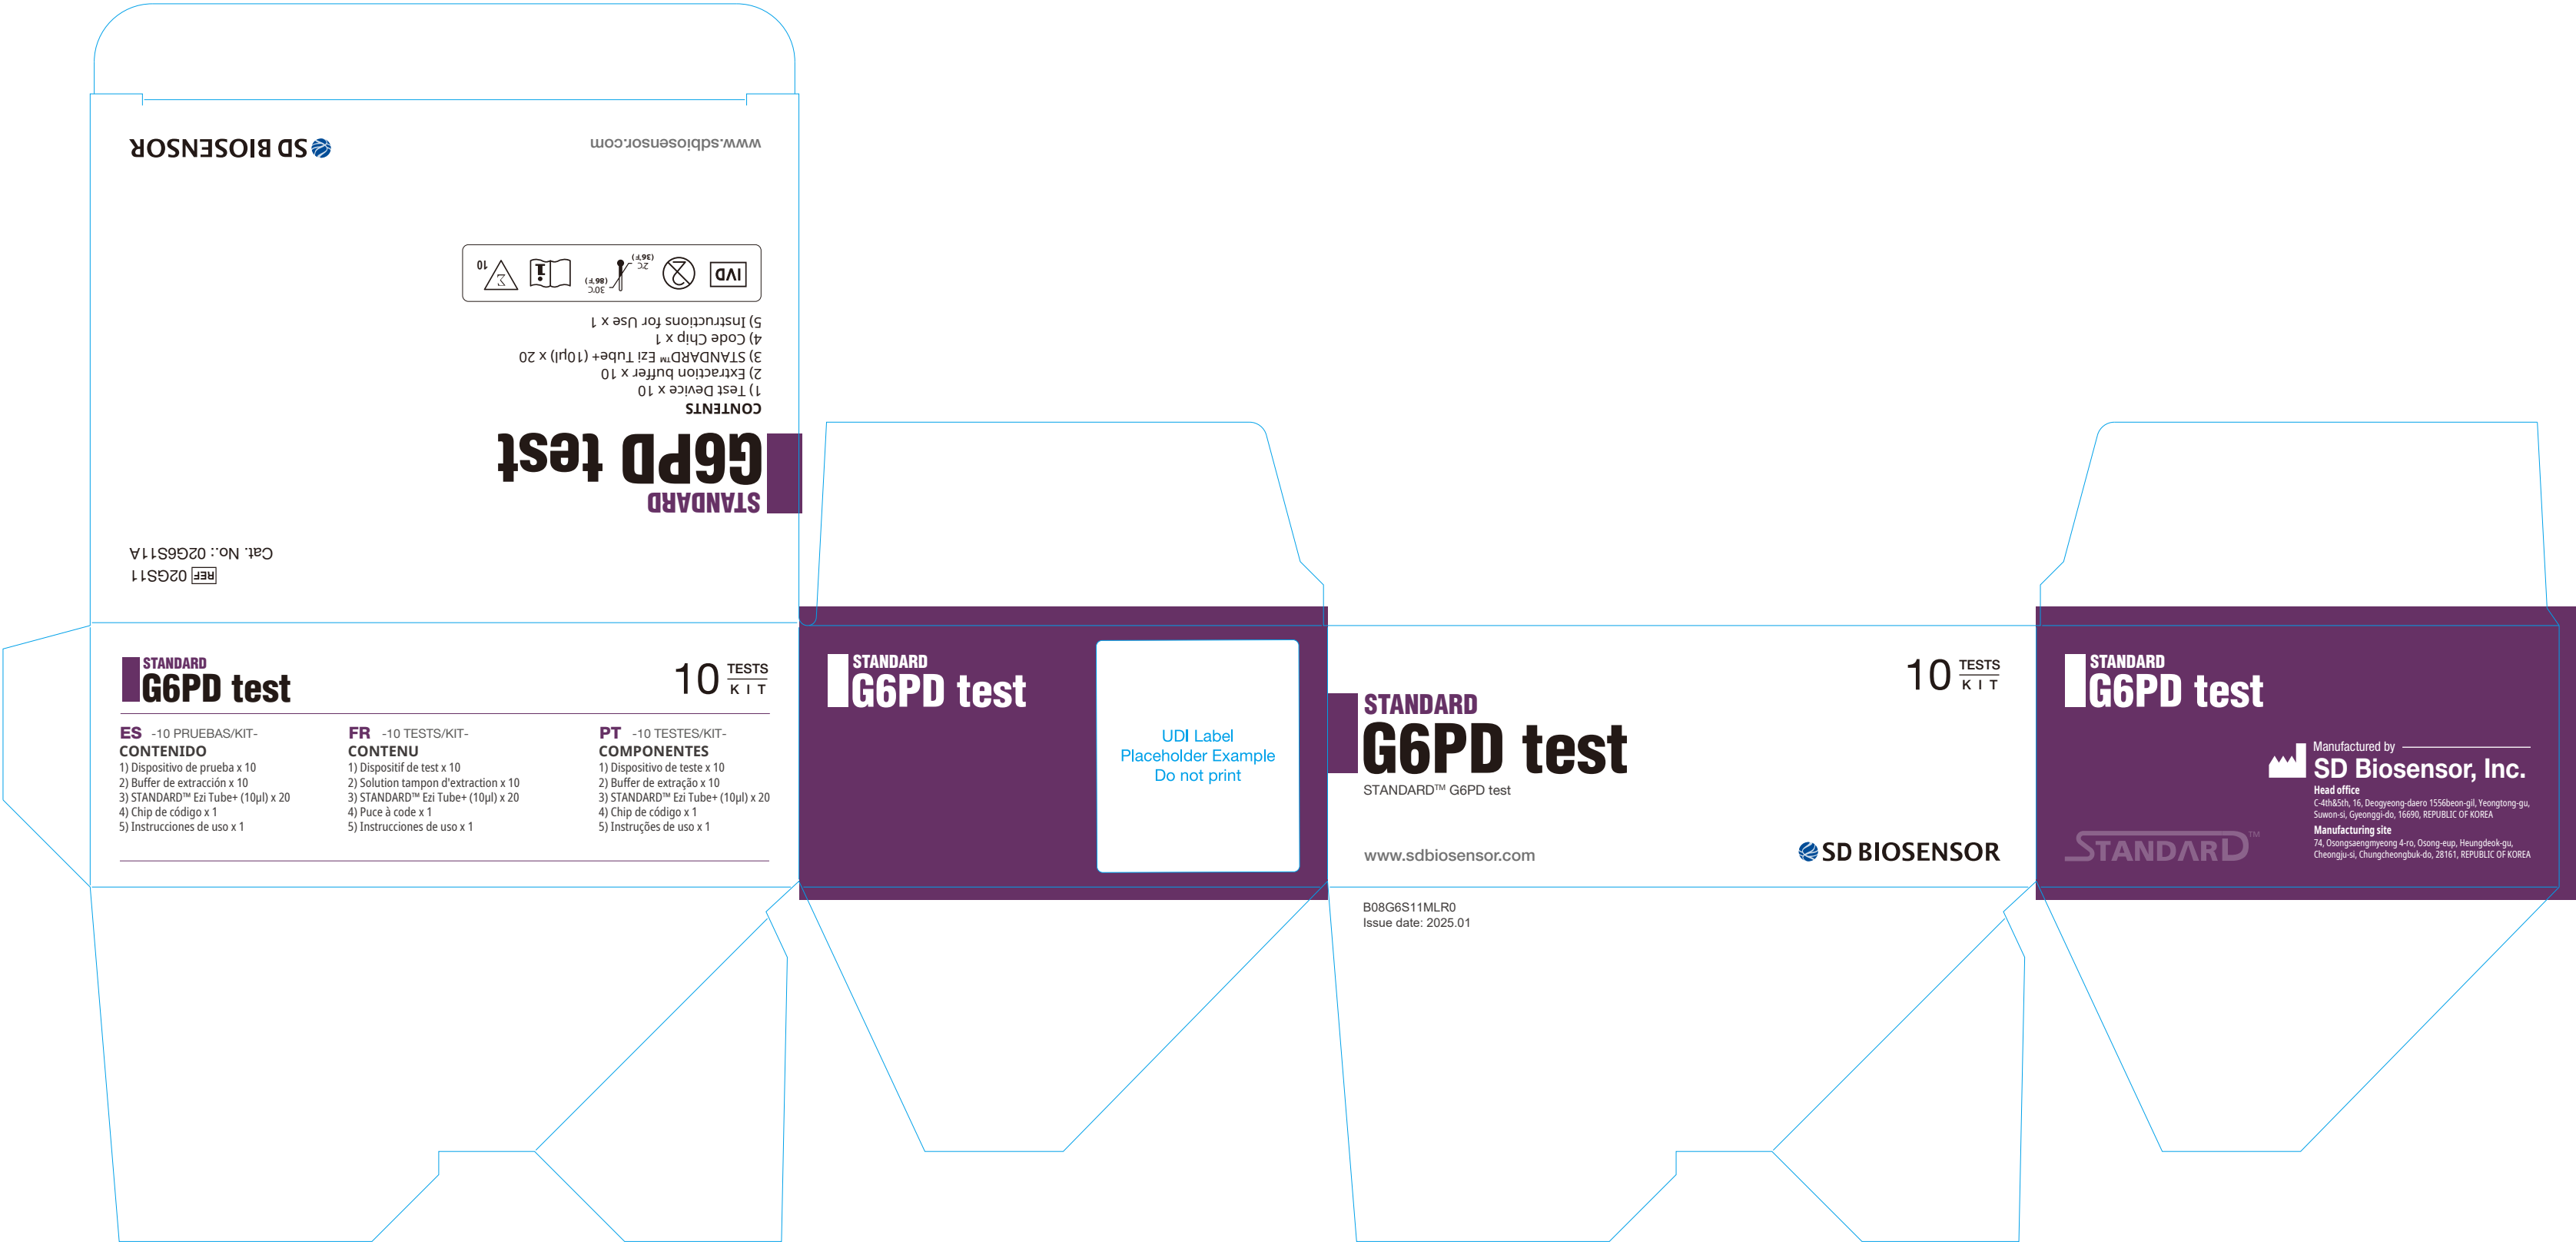 REF 02GS11
Cat. No.: 02G6S11A
STANDARD
G6PD test
CONTENTS
1) Test Device x 10
2) Extraction buffer x 10
3) STANDARD™ Ezi Tube+ (10μl) x 20
4) Code Chip x 1
5) Instructions for Use x 1
IVD
2
2℃
(36℉)
30℃
(86℉)
i
Σ
10
www.sdbiosensor.com
SD BIOSENSOR
STANDARD
G6PD test
10 TESTS
KIT
ES -10 PRUEBAS/KIT-
CONTENIDO
1) Dispositivo de prueba x 10
2) Buffer de extracción x 10
3) STANDARD™ Ezi Tube+ (10μl) x 20
4) Chip de código x 1
5) Instrucciones de uso x 1
FR -10 TESTS/KIT-
CONTENU
1) Dispositif de test x 10
2) Solution tampon d'extraction x 10
3) STANDARD™ Ezi Tube+ (10μl) x 20
4) Puce à code x 1
5) Instrucciones de uso x 1
PT -10 TESTES/KIT-
COMPONENTES
1) Dispositivo de teste x 10
2) Buffer de extração x 10
3) STANDARD™ Ezi Tube+ (10μl) x 20
4) Chip de código x 1
5) Instruções de uso x 1
STANDARD
G6PD test
UDI Label
Placeholder Example
Do not print
STANDARD
G6PD test
STANDARD™ G6PD test
10 TESTS
KIT
www.sdbiosensor.com
SD BIOSENSOR
B08G6S11MLR0
Issue date: 2025.01
STANDARD
G6PD test
Manufactured by
SD Biosensor, Inc.
Head office
C-4th&5th, 16, Deogyeong-daero 1556beon-gil, Yeongtong-gu,
Suwon-si, Gyeonggi-do, 16690, REPUBLIC OF KOREA
Manufacturing site
74, Osongsaengmyeong 4-ro, Osong-eup, Heungdeok-gu,
Cheongju-si, Chungcheongbuk-do, 28161, REPUBLIC OF KOREA
STANDARD™